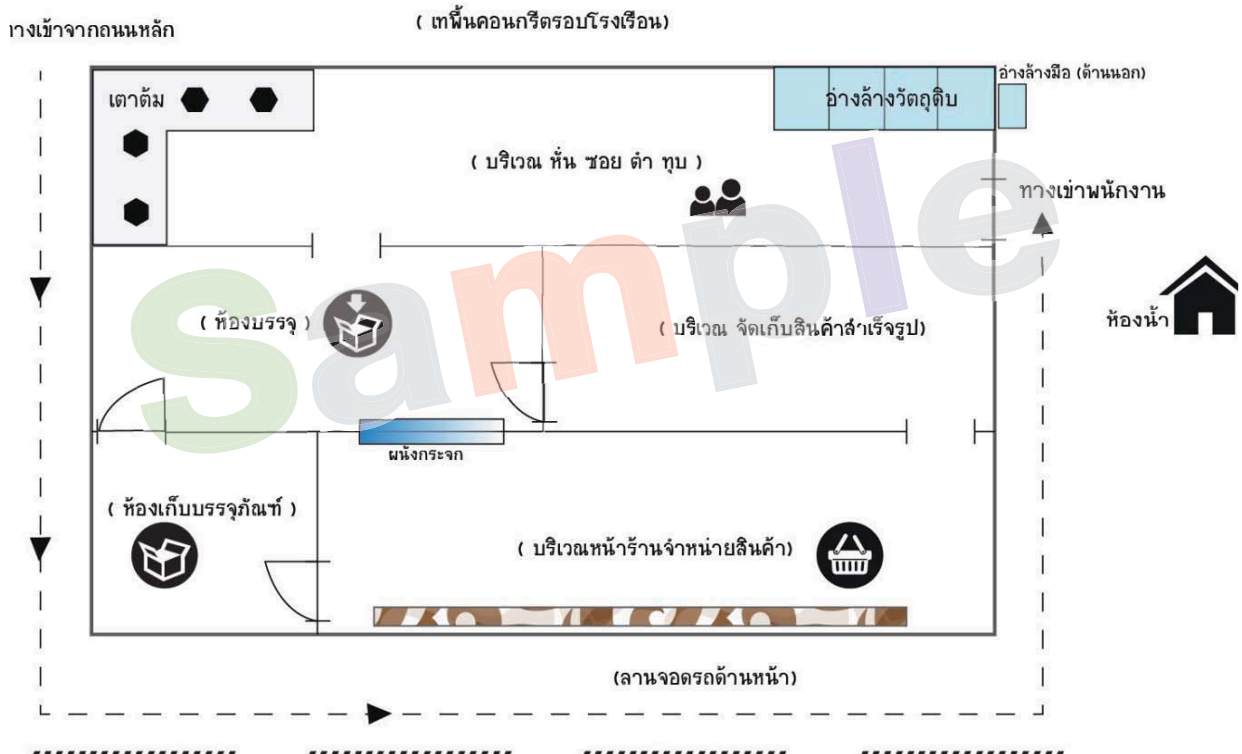 ทางเข้าจากถนนหลัก
( เทพื้นคอนกรีตรอบโรงเรือน)
อ่างล้างมือ (ด้านนอก)
เตาต้ม
อ่างล้างวัตถุดิบ
( บริเวณ หั่น ซอย ตำ ทุบ )
ทางเข่าพนักงาน
( ห้องบรรจุ )
( บริเวณ จัดเก็บสินค้าสำเร็จรูป)
ห้องน้ำ
ผนังกระจก
( ห้องเก็บบรรจุภัณฑ์ )
( บริเวณหน้าร้านจำหน่ายสินค้า)
(ลานจอดรถด้านหน้า)
Sample